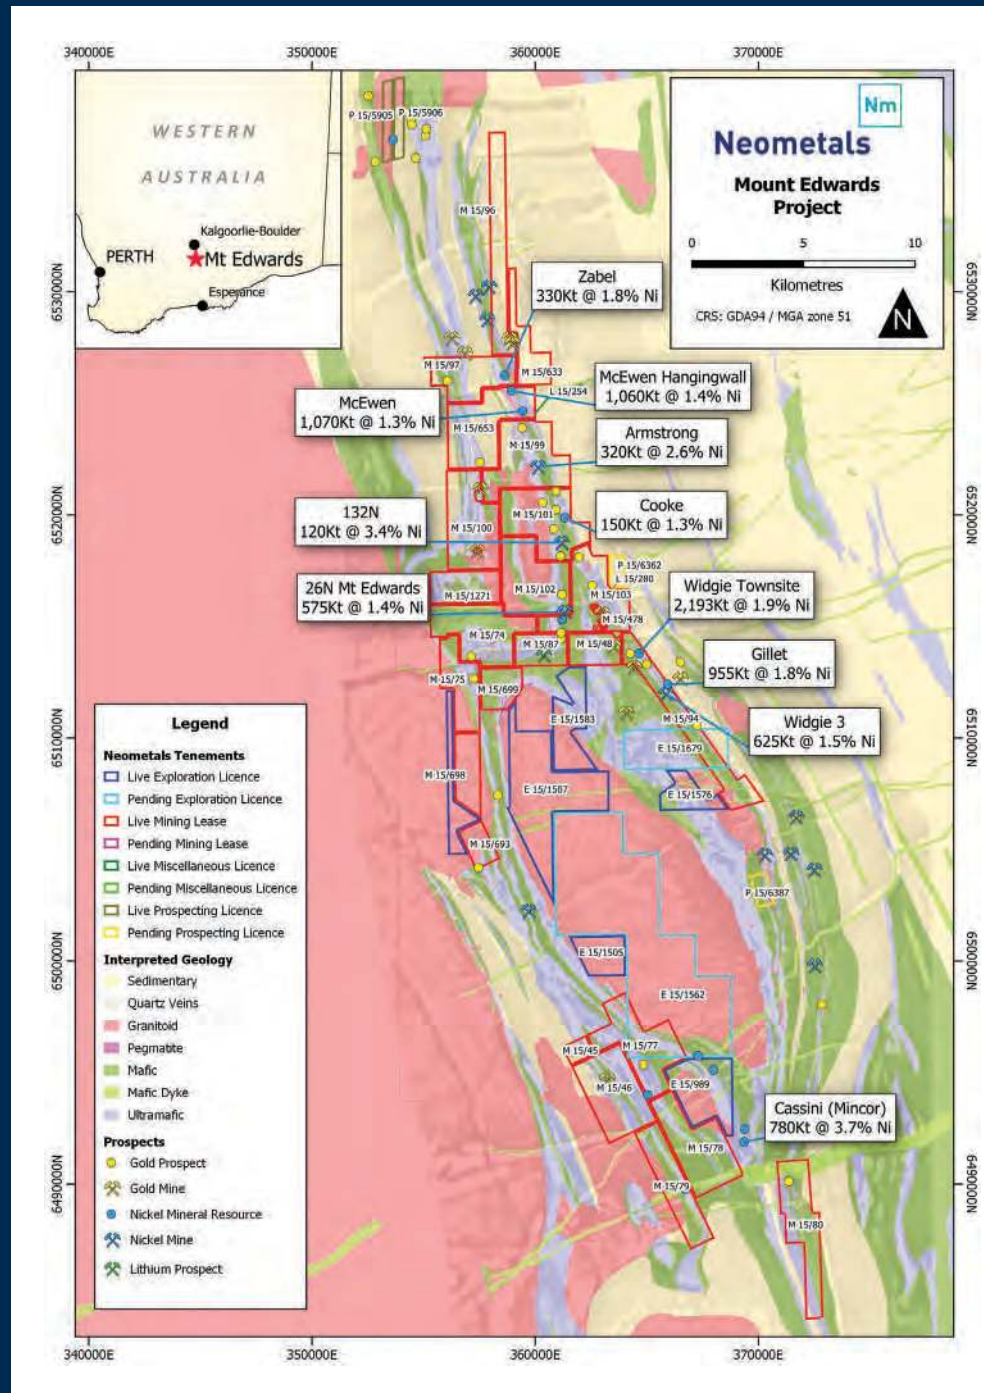 340000E
350000E
360000E
370000E
WESTERN
AUSTRALIA
Kalgoorlie-Boulder
PERTH
Mt Edwards
Esperance
Nm
Neometals
Mount Edwards
Project
0
5
10
Kilometres
CRS: GDA94 / MGA zone 51
N
P 15/5905
P 15/5906
M 15/96
6530000N
6530000N
Zabel
330Kt @ 1.8% Ni
M 15/97
M 15/633
L 15/254
McEwen Hangingwall
1,060Kt @ 1.4% Ni
McEwen
1,070Kt @ 1.3% Ni
M 15/653
M 15/99
Armstrong
320Kt @ 2.6% Ni
132N
120Kt @ 3.4% Ni
M 15/100
M 15/101
Cooke
150Kt @ 1.3% Ni
6520000N
6520000N
P 15/6362
L 15/280
26N Mt Edwards
575Kt @ 1.4% Ni
M 15/1271
M 15/102
M 15/103
M 15/478
Widgie Townsite
2,193Kt @ 1.9% Ni
M 15/74
M 15/87
M 15/48
Gillet
955Kt @ 1.8% Ni
M 15/75
M 15/699
E 15/1583
M 15/94
Widgie 3
625Kt @ 1.5% Ni
6510000N
6510000N
E 15/1679
M 15/698
E 15/1507
E 15/1576
M 15/693
P 15/6387
6500000N
6500000N
E 15/1505
E 15/1562
M 15/45
M 15/77
M 15/46
E 15/989
Cassini (Mincor)
780Kt @ 3.7% Ni
M 15/78
M 15/79
6490000N
6490000N
M 15/80
Legend
Neometals Tenements
Live Exploration Licence
Pending Exploration Licence
Live Mining Lease
Pending Mining Lease
Live Miscellaneous Licence
Pending Miscellaneous Licence
Live Prospecting Licence
Pending Prospecting Licence
Interpreted Geology
Sedimentary
Quartz Veins
Granitoid
Pegmatite
Mafic
Mafic Dyke
Ultramafic
Prospects
Gold Prospect
Gold Mine
Nickel Mineral Resource
Nickel Mine
Lithium Prospect
340000E
350000E
360000E
370000E